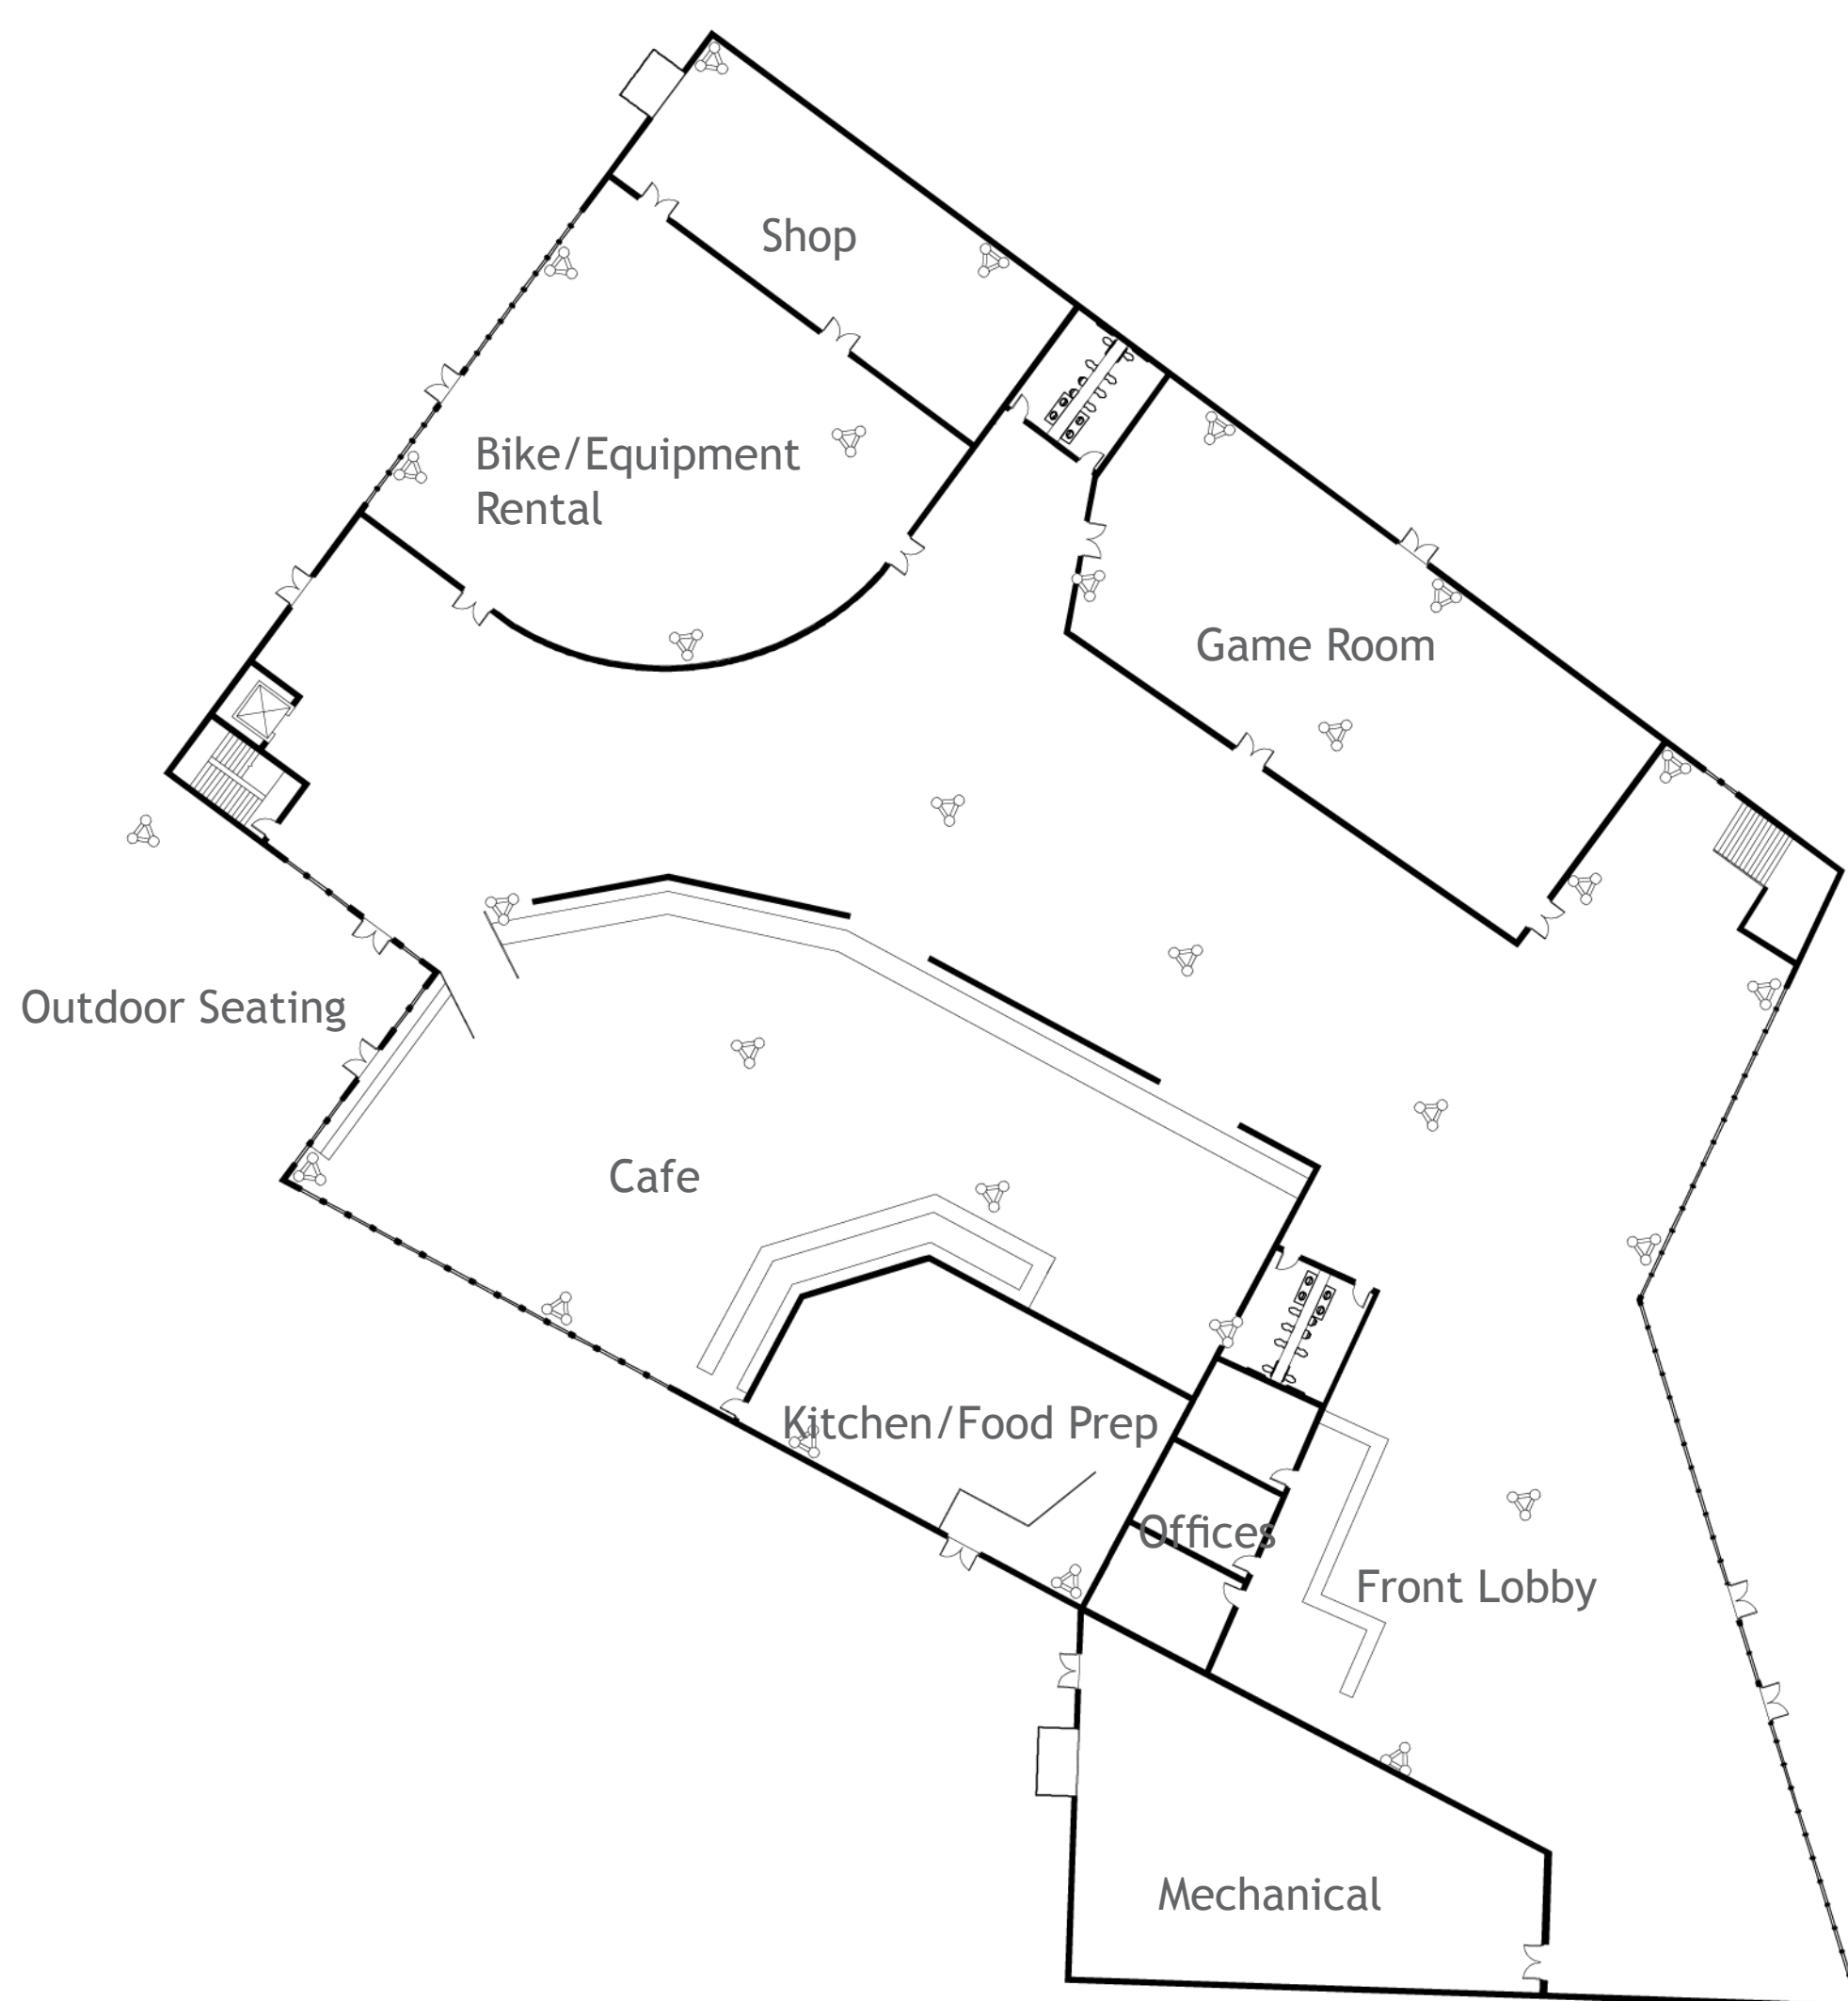 Shop
Bike/Equipment
Rental
Game Room
Outdoor Seating
Cafe
Kitchen/Food Prep
Offices
Front Lobby
Mechanical